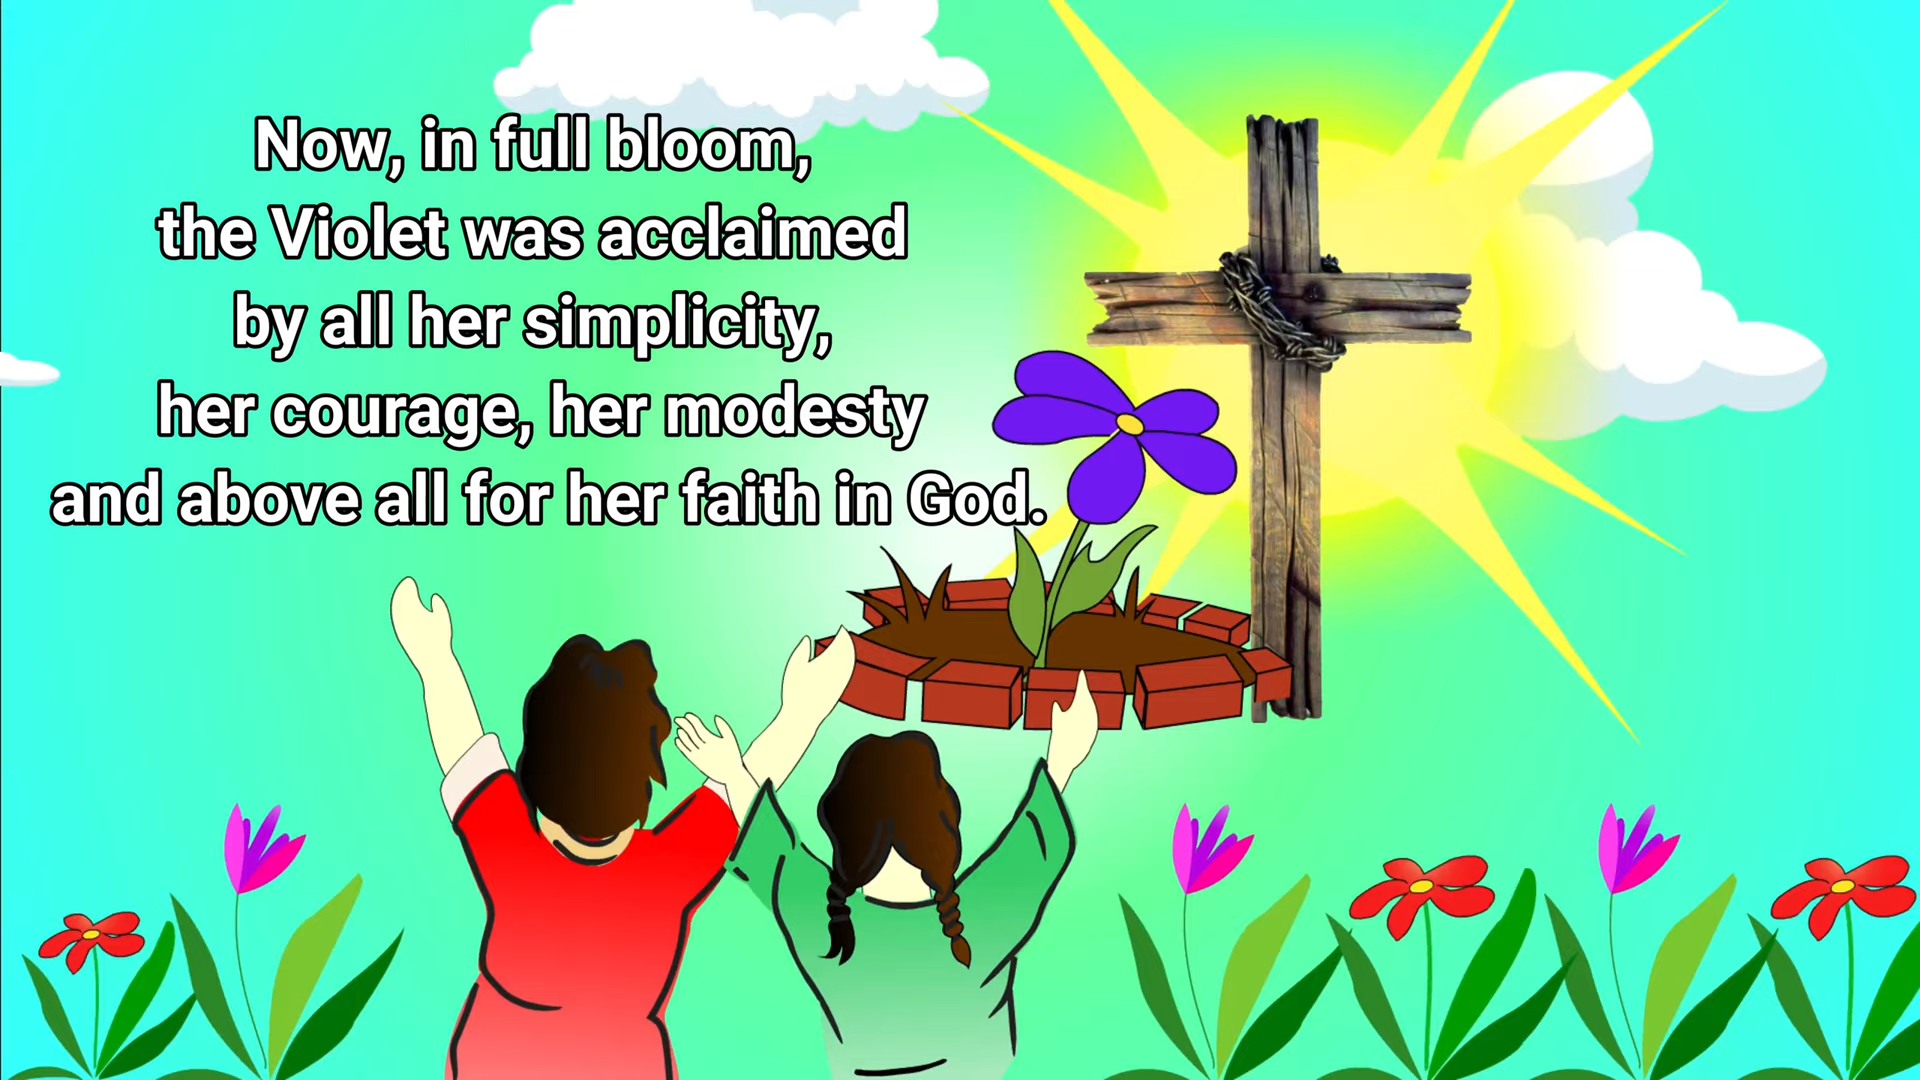 Now, in full bloom,
the Violet was acclaimed
by all her simplicity,
her courage, her modesty
and above all for her faith in God.